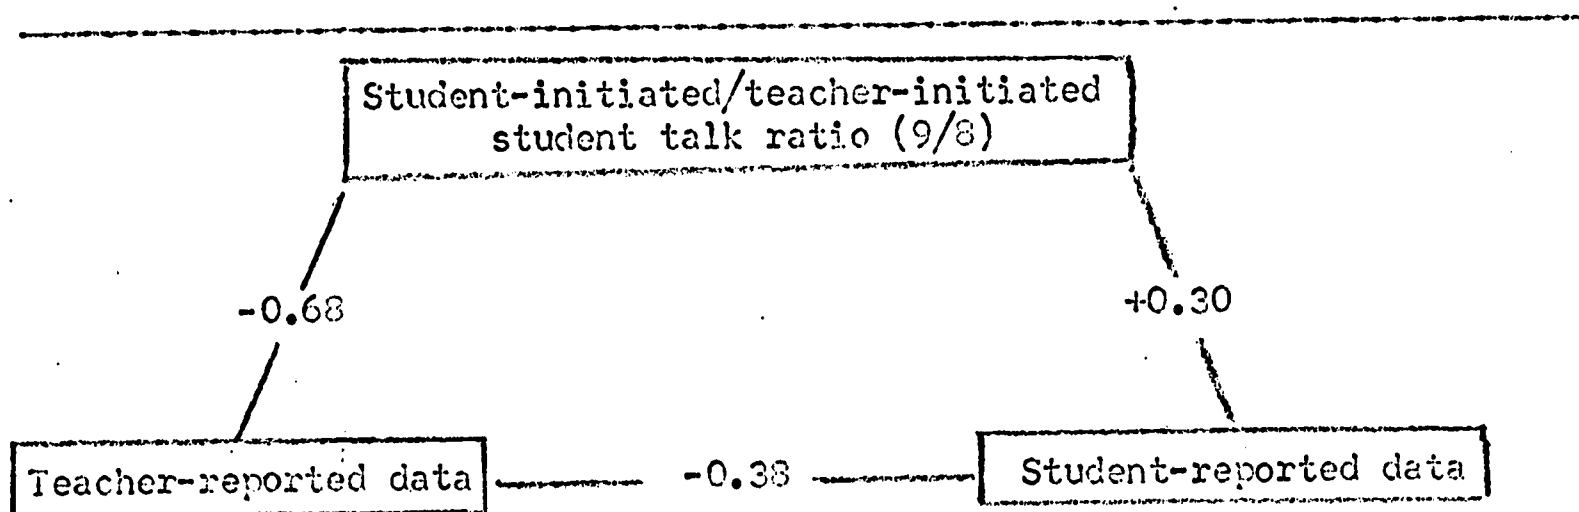 Student-initiated/teacher-initiated
student talk ratio (9/8)
-0.68
+0.30
Teacher-reported data
-0.38
Student-reported data